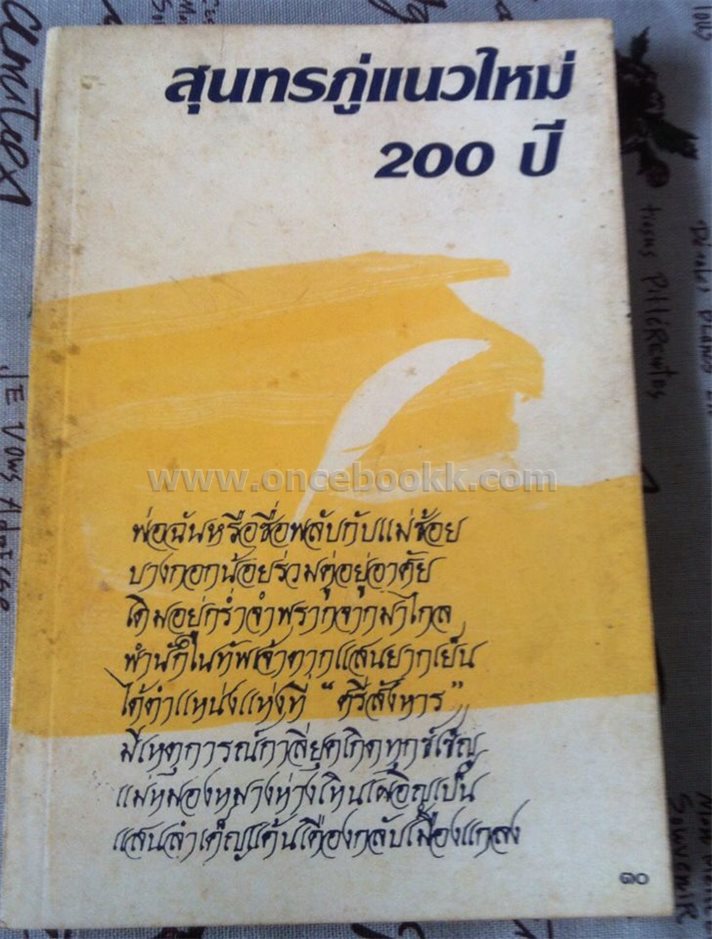 สุนทรภู่แนวใหม่
200 ปี
www.oncebookk.com
พ่อฉันหรือชื่อพลับกับแม่ช้อย
บางกอกน้อยร่วมคู่อยู่อาศัย
เดิมอยู่กร่ำจำพรากจากมาไกล
พำนักในทัพเจ้าตากแสนยากเย็น
ได้ตำแหน่งแห่งที่ “ตรีสังหาร”
มีเหตุการณ์กาลียุคเกิดทุกข์เข็ญ
แม่หมองหมางห่างเหินเผอิญเป็น
แสนลำเค็ญแค้นเคืองกลับเมืองแกลง
๑๐
JE VOUS
PLANOS
SOUVENIR